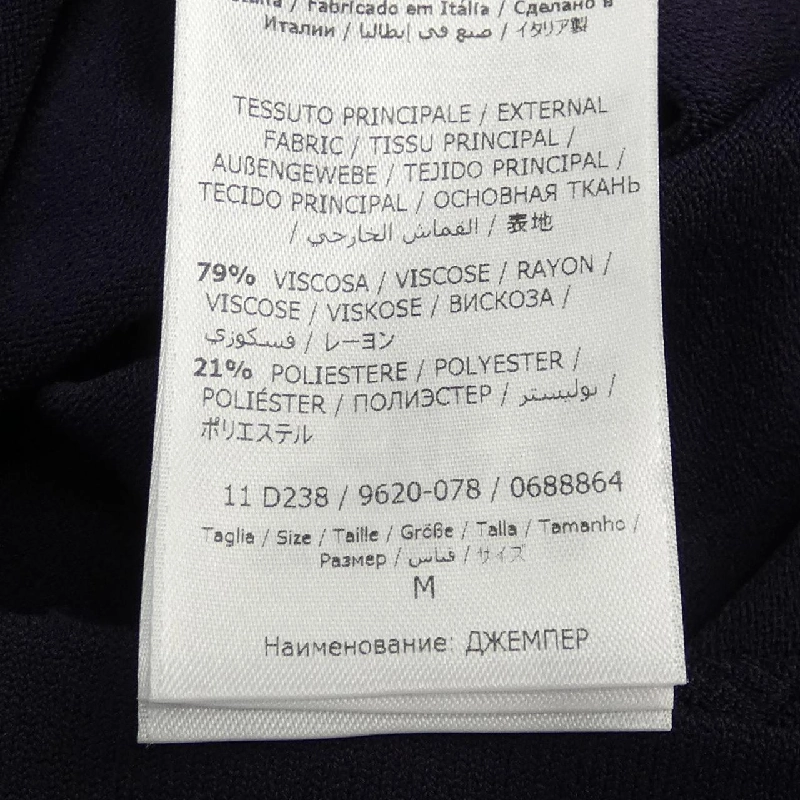 / Fabricado em Itália / Сделано в
Италии / صنع في إيطاليا / イタリア製
TESSUTO PRINCIPALE / EXTERNAL
FABRIC / TISSU PRINCIPAL /
AUßENGEWEBE / TEJIDO PRINCIPAL /
TECIDO PRINCIPAL / ОСНОВНАЯ ТКАНЬ
/ القماش الخارجي / 表地
79% VISCOSA / VISCOSE / RAYON /
VISCOSE / VISKOSE / ВИСКОЗА /
فسكوزي / レーヨン
21% POLIESTERE / POLYESTER /
POLIÉSTER / ПОЛИЭСТЕР / بوليستر /
ポリエステル
11 D238 / 9620-078 / 0688864
Taglia / Size / Taille / Größe / Talla / Tamanho /
Размер / قياس / サイズ
M
Наименование: ДЖЕМПЕР